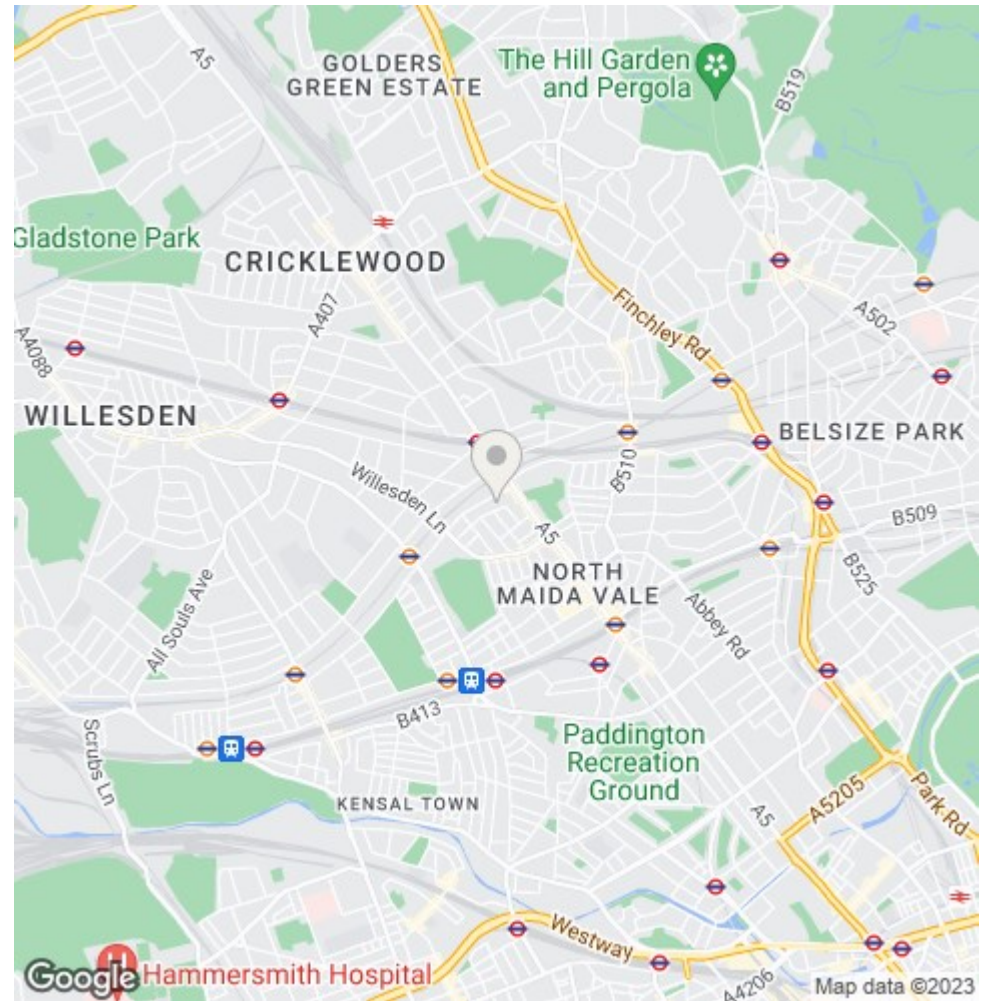 A5
GOLDERS
GREEN ESTATE
The Hill Garden
and Pergola
B519
Gladstone Park
CRICKLEWOOD
A407
Finchley Rd
A502
A4088
WILLESDEN
BELSIZE PARK
B510
Willesden Ln
A5
B509
NORTH
MAIDA VALE
B525
Abbey Rd
All Souls Ave
B413
Scrubs Ln
Paddington
Recreation
Ground
KENSAL TOWN
A5
A5205
Park Rd
Westway
H
Hammersmith Hospital
A4206
Google
Map data ©2023